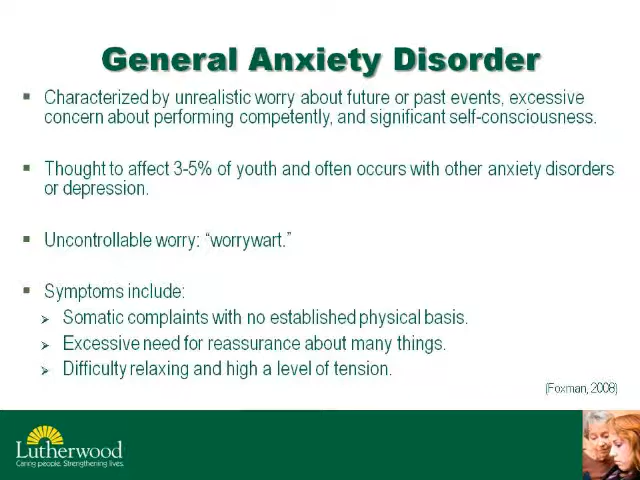 General Anxiety Disorder
▪ Characterized by unrealistic worry about future or past events, excessive
concern about performing competently, and significant self-consciousness.
▪ Thought to affect 3-5% of youth and often occurs with other anxiety disorders
or depression.
▪ Uncontrollable worry: “worrywart.”
▪ Symptoms include:
➢ Somatic complaints with no established physical basis.
➢ Excessive need for reassurance about many things.
➢ Difficulty relaxing and high a level of tension.
(Foxman, 2008)
Lutherwood
Caring people. Strengthening lives.